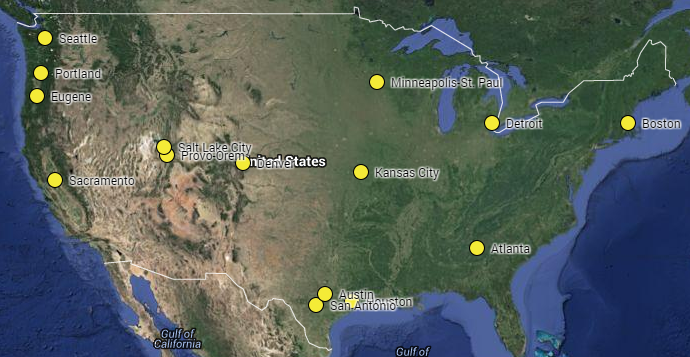 Seattle
Portland
Eugene
Minneapolis-St. Paul
Detroit
Boston
Salt Lake City
Provo-Orem
Denver
United States
Kansas City
Sacramento
Atlanta
Austin
Houston
San Antonio
Gulf of
California
Gulf of